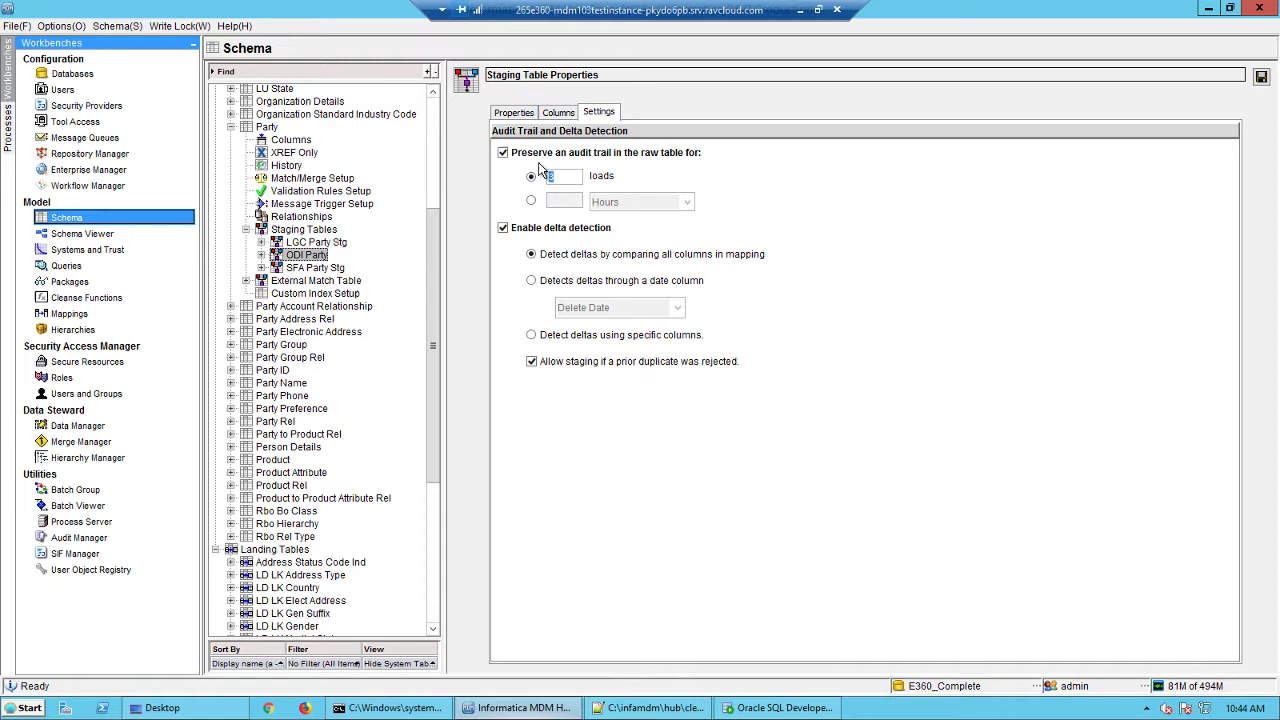 265e360-mdm103testinstance-pkydo6pb.srv.ravcloud.com
File(F) Options(O) Schema(S) Write Lock(W) Help(H)
Workbenches
Processes
Workbenches
Configuration
Databases
Users
Security Providers
Tool Access
Message Queues
Repository Manager
Enterprise Manager
Workflow Manager
Model
Schema
Schema Viewer
Systems and Trust
Queries
Packages
Cleanse Functions
Mappings
Hierarchies
Security Access Manager
Secure Resources
Roles
Users and Groups
Data Steward
Data Manager
Merge Manager
Hierarchy Manager
Utilities
Batch Group
Batch Viewer
Process Server
Audit Manager
SIF Manager
User Object Registry
Schema
Find
LU State
Organization Details
Organization Standard Industry Code
Party
Columns
XREF Only
History
Match/Merge Setup
Validation Rules Setup
Message Trigger Setup
Relationships
Staging Tables
LGC Party Stg
ODI Party
SFA Party Stg
External Match Table
Custom Index Setup
Party Account Relationship
Party Address Rel
Party Electronic Address
Party Group
Party Group Rel
Party ID
Party Name
Party Phone
Party Preference
Party Rel
Party to Product Rel
Person Details
Product
Product Attribute
Product Rel
Product to Product Attribute Rel
Rbo Bo Class
Rbo Hierarchy
Rbo Rel Type
Landing Tables
Address Status Code Ind
LD LK Address Type
LD LK Country
LD LK Elect Address
LD LK Gen Suffix
LD LK Gender
Sort By Filter View
Display name (a - No Filter (All Items) Hide System Tab..
Staging Table Properties
Properties Columns Settings
Audit Trail and Delta Detection
Preserve an audit trail in the raw table for:
loads
Hours
Enable delta detection
Detect deltas by comparing all columns in mapping
Detects deltas through a date column
Delete Date
Detect deltas using specific columns.
Allow staging if a prior duplicate was rejected.
Ready E360_Complete admin 81M of 494M
Start Desktop C:\Windows\system... Informatica MDM H... C:\infamdm\hub\cle... Oracle SQL Develope... 10:44 AM